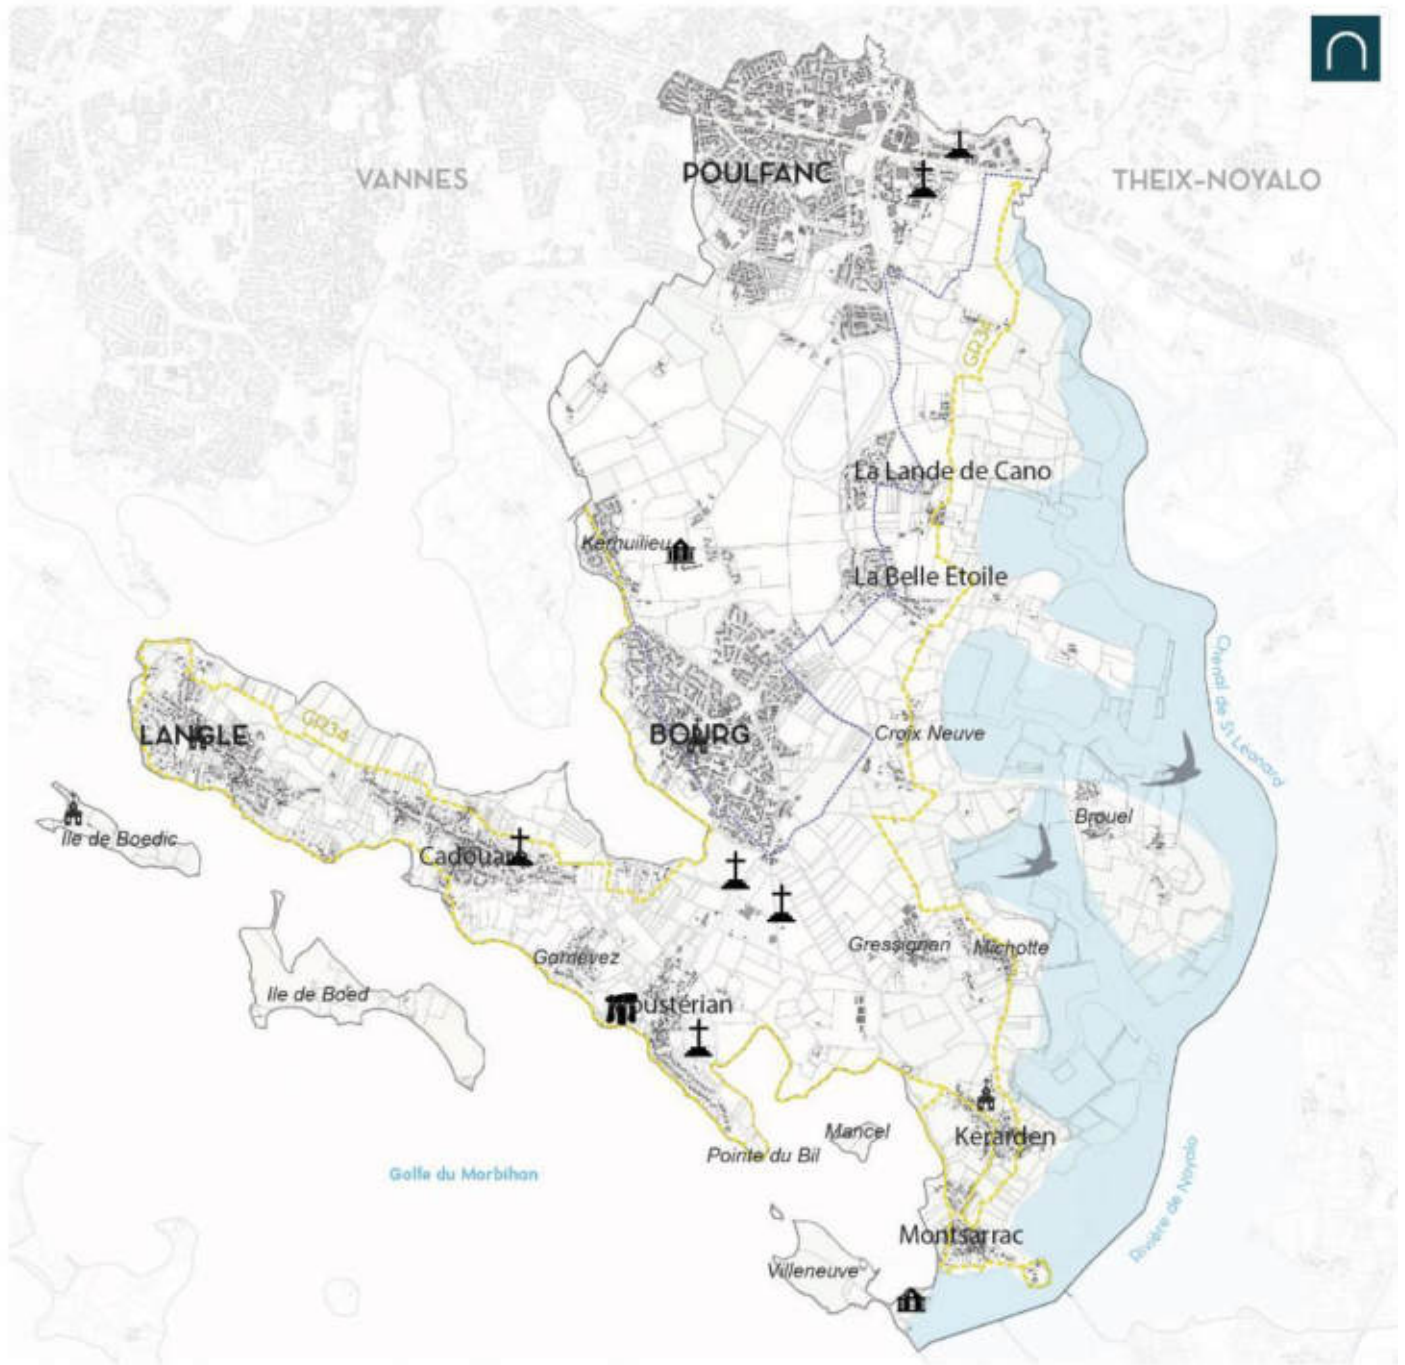 VANNES
POULFANC
THEIX-NOYALO
GR34
La Lande de Cano
Kernuilieu
La Belle Etoile
Chenal de St Léonard
LANGLE
GR34
BOURG
Croix Neuve
Ile de Boedic
Brouel
Cadouarn
Gressignan
Michotte
Gornevez
Ile de Boed
Moustérian
Mancel
Kerarden
Pointe du Bil
Golfe du Morbihan
Rivière de Noyalo
Montsarrac
Villeneuve